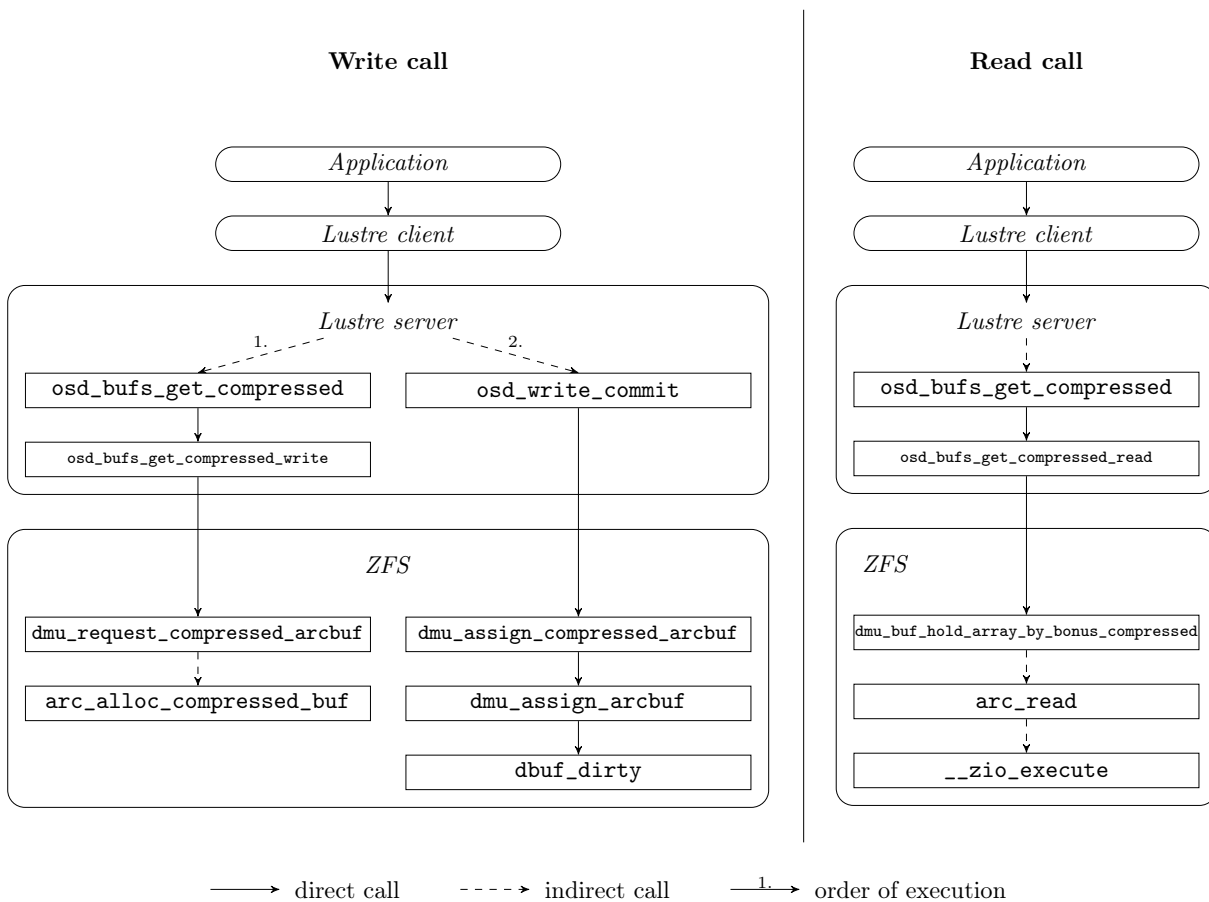 Write call
Application
Lustre client
Lustre server
1.
2.
osd_bufs_get_compressed
osd_write_commit
osd_bufs_get_compressed_write
ZFS
dmu_request_compressed_arcbuf
dmu_assign_compressed_arcbuf
arc_alloc_compressed_buf
dmu_assign_arcbuf
dbuf_dirty
Read call
Application
Lustre client
Lustre server
osd_bufs_get_compressed
osd_bufs_get_compressed_read
ZFS
dmu_buf_hold_array_by_bonus_compressed
arc_read
__zio_execute
direct call
indirect call
1.
order of execution